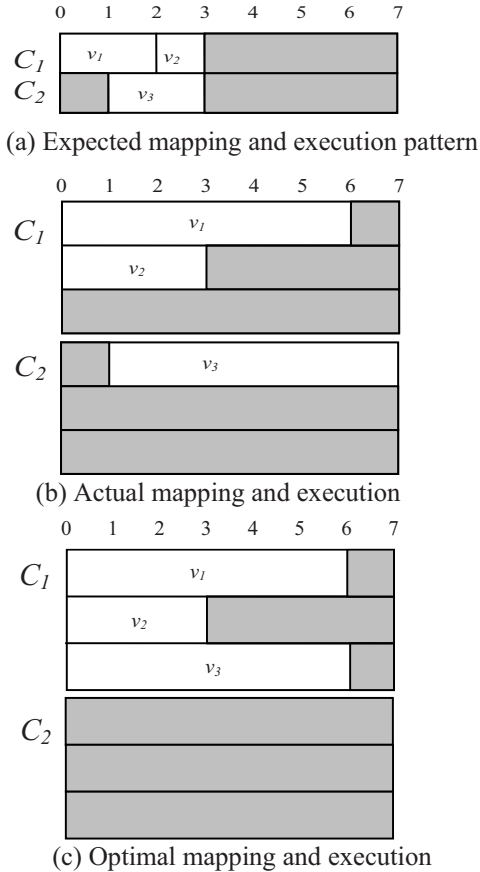 0 1 2 3 4 5 6 7
C1 v1 v2
C2 v3
(a) Expected mapping and execution pattern
0 1 2 3 4 5 6 7
C1 v1
v2
C2 v3
(b) Actual mapping and execution
0 1 2 3 4 5 6 7
C1 v1
v2
v3
C2
(c) Optimal mapping and execution